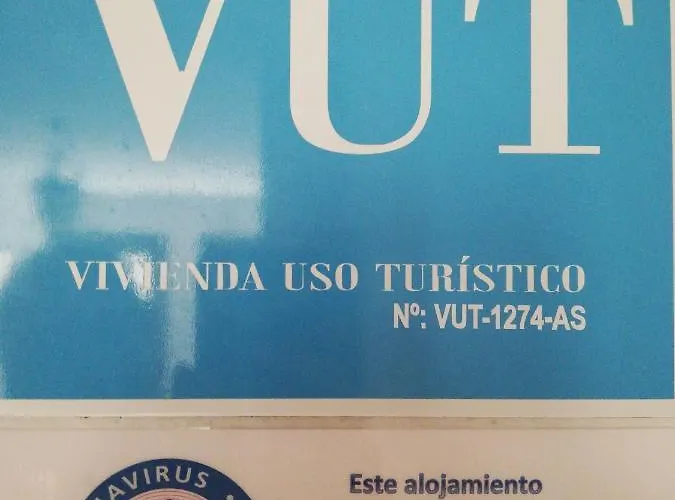 VUT
VIVIENDA USO TURÍSTICO
Nº: VUT-1274-AS
Este alojamiento